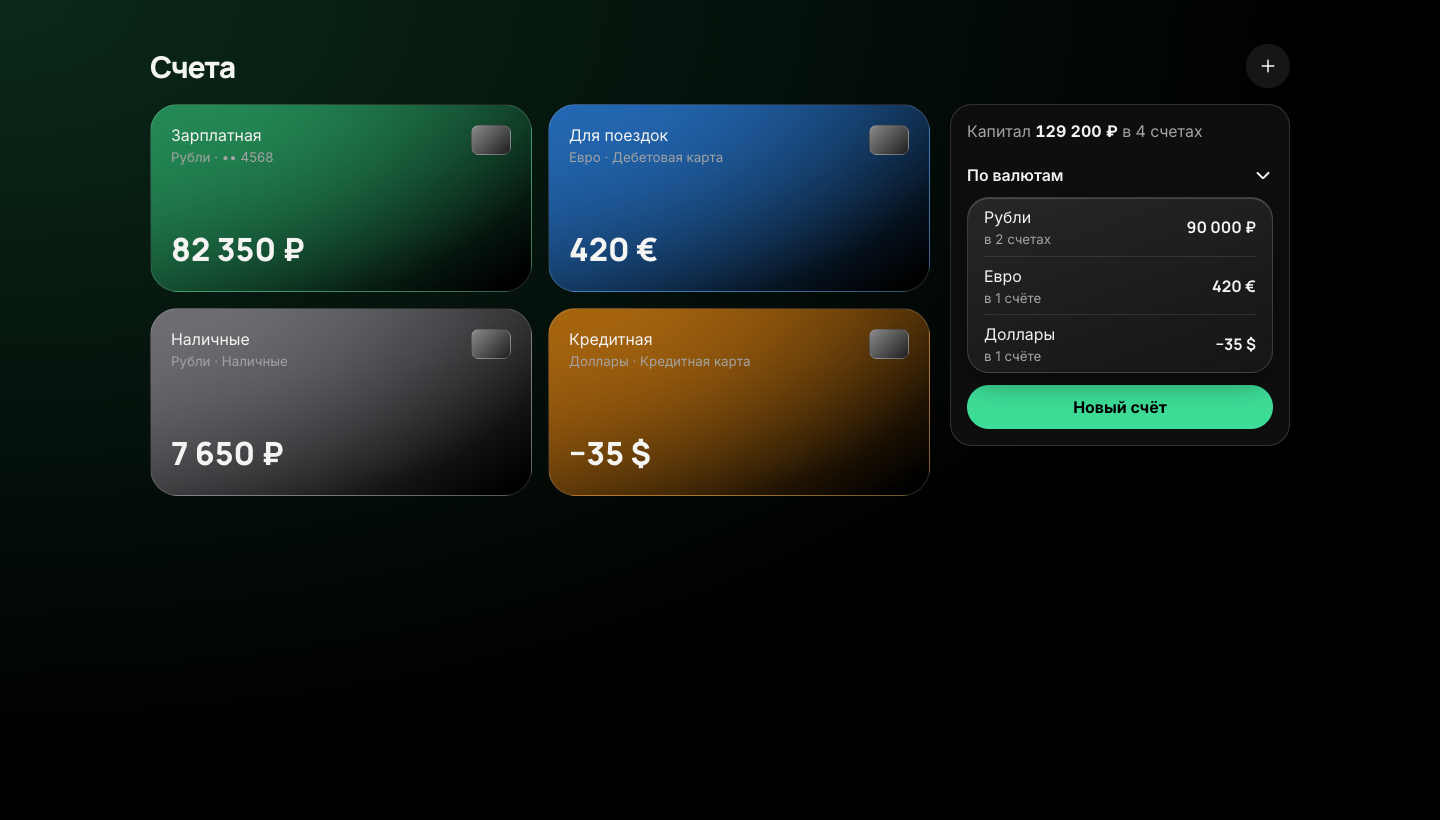 Счета
Зарплатная
Рубли · •• 4568
82 350 ₽
Для поездок
Евро · Дебетовая карта
420 €
Наличные
Рубли · Наличные
7 650 ₽
Кредитная
Доллары · Кредитная карта
−35 $
Капитал 129 200 ₽ в 4 счетах
По валютам
Рубли
в 2 счетах
90 000 ₽
Евро
в 1 счёте
420 €
Доллары
в 1 счёте
−35 $
Новый счёт